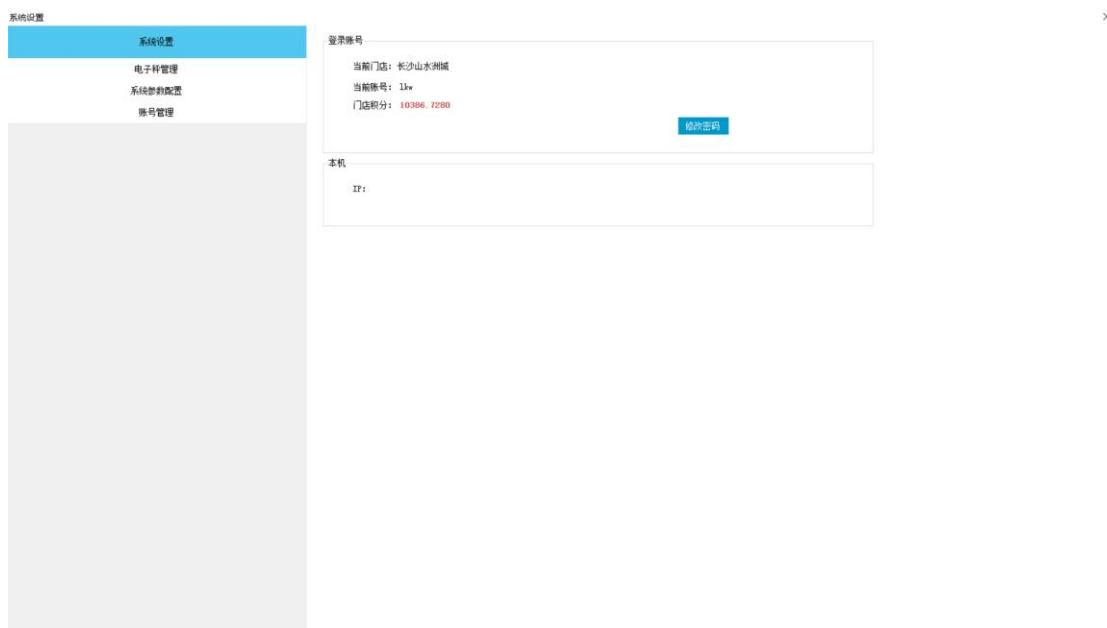 系统设置
系统设置
电子秤管理
系统参数配置
账号管理
登录账号
当前门店：长沙山水洲城
当前账号：lkw
门店积分：10386.7280
修改密码
本机
IP：